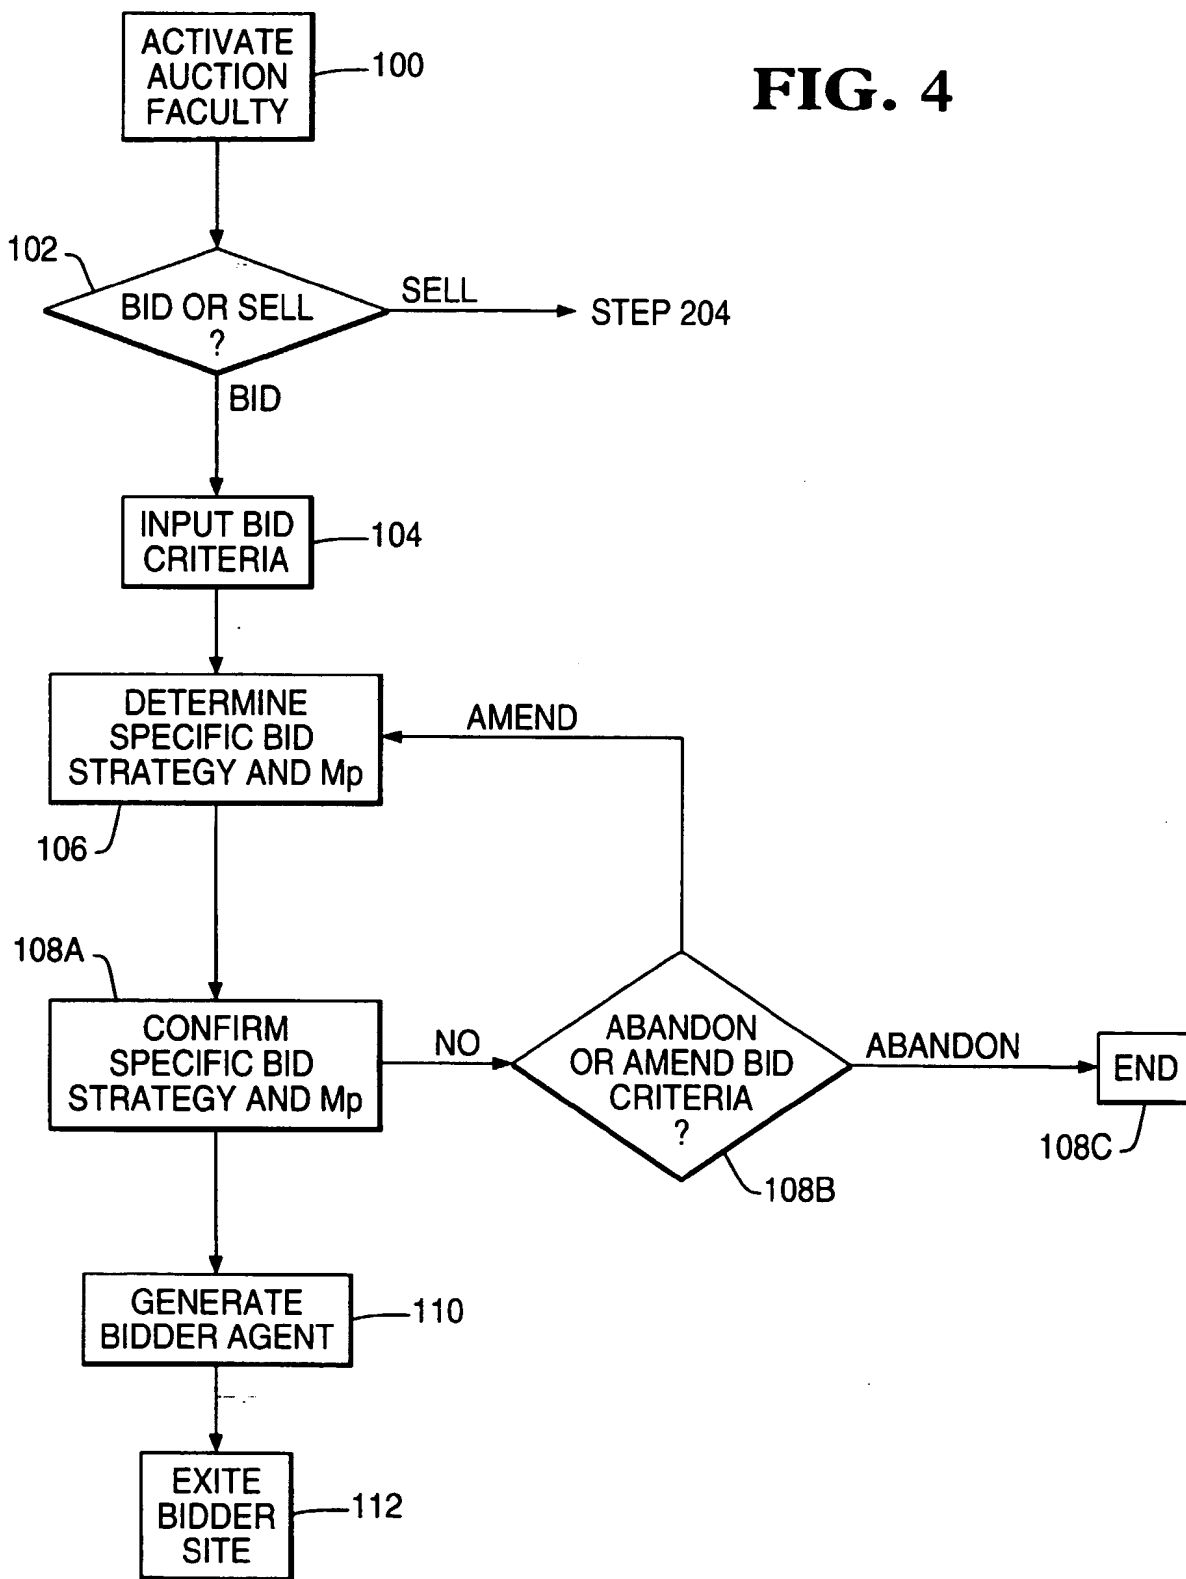 ACTIVATE
AUCTION
FACULTY
100
FIG. 4
102
BID OR SELL
?
SELL
STEP 204
BID
INPUT BID
CRITERIA
104
DETERMINE
SPECIFIC BID
STRATEGY AND Mp
AMEND
106
108A
CONFIRM
SPECIFIC BID
STRATEGY AND Mp
NO
ABANDON
OR AMEND BID
CRITERIA
?
ABANDON
END
108C
108B
GENERATE
BIDDER AGENT
110
EXITE
BIDDER
SITE
112